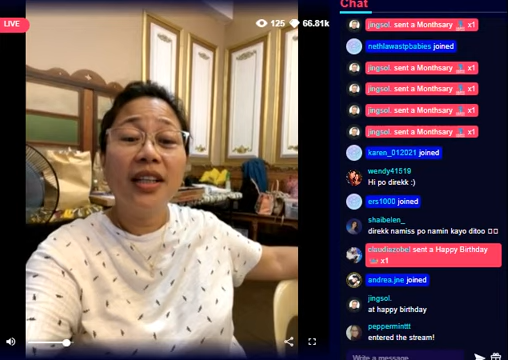 LIVE
125 66.81k
Chat
jingsol. sent a Monthsary x1
nethlawastpbabies joined
jingsol. sent a Monthsary x1
jingsol. sent a Monthsary x1
jingsol. sent a Monthsary x1
jingsol. sent a Monthsary x1
karen_012021 joined
wendy41519
Hi po direkk :)
ers1000 joined
shaibelen_
direkk namiss po namin kayo ditoo
claudiazobel sent a Happy Birthday
x1
andrea.jne joined
jingsol.
at happy birthday
pepperminttt
entered the stream!
Write a message